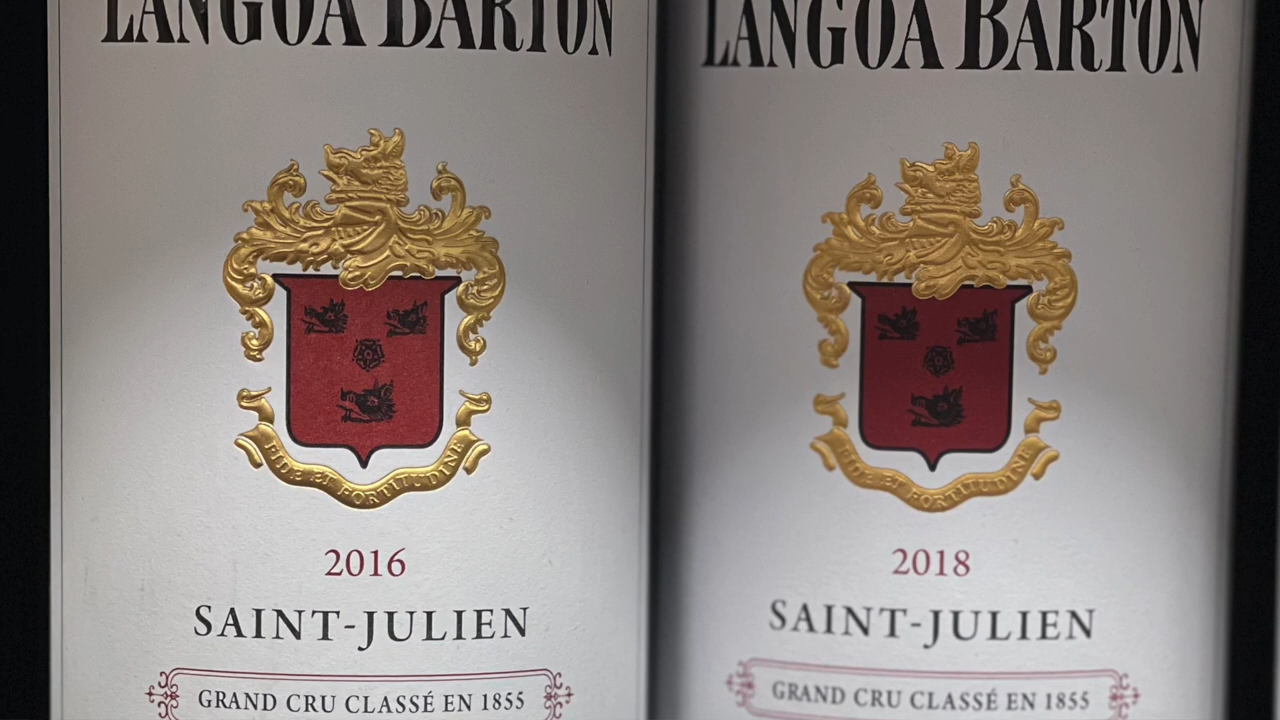 LANGOA BARTON
FIDE ET FORTITUDINE
2016
SAINT-JULIEN
GRAND CRU CLASSÉ EN 1855
LANGOA BARTON
FIDE ET FORTITUDINE
2018
SAINT-JULIEN
GRAND CRU CLASSÉ EN 1855